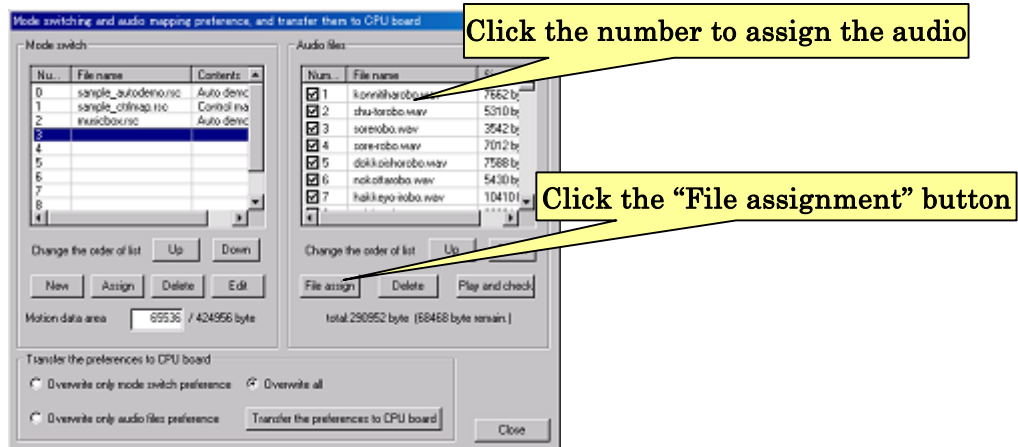 Mode switching and audio mapping preference, and transfer them to CPU board
Click the number to assign the audio
Mode switch
Nu... File name Contents
0 sample_autodemo.rsc Auto demo
1 sample_ctrlmap.rsc Control ma
2 musicbox.rsc Auto demo
3
4
5
6
7
8
Change the order of list Up Down
New Assign Delete Edit
Motion data area 65536 / 424956 byte
Audio files
Num... File name
1 konnitiharobo.wav 7662 by
2 shu-torobo.wav 5310 by
3 sorerobo.wav 3542 by
4 sore-robo.wav 7012 by
5 dokkoishorobo.wav 7588 by
6 nokottarobo.wav 5430 by
7 hakkeyo-irobo.wav 104101
Click the “File assignment” button
Change the order of list Up
File assign Delete Play and check
total:290952 byte (68468 byte remain.)
Transfer the preferences to CPU board
Overwrite only mode switch preference Overwrite all
Overwrite only audio files preference Transfer the preferences to CPU board
Close